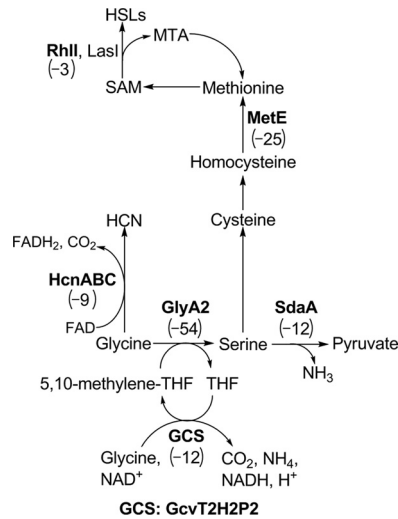 HSLs
RhII, LasI
(−3)
MTA
SAM
Methionine
MetE
(−25)
Homocysteine
Cysteine
HCN
FADH₂, CO₂
HcnABC
(−9)
FAD
GlyA2
(−54)
SdaA
(−12)
Glycine
Serine
Pyruvate
NH₃
5,10-methylene-THF
THF
GCS
(−12)
Glycine,
NAD⁺
CO₂, NH₄,
NADH, H⁺
GCS: GcvT2H2P2